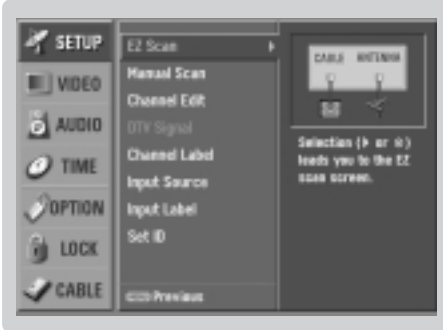 SETUP
VIDEO
AUDIO
TIME
OPTION
LOCK
CABLE
EZ Scan
Manual Scan
Channel Edit
DTV Signal
Channel Label
Input Source
Input Label
Set ID
Previous
CABLE ANTENNA
Selection ( or ) 
leads you to the EZ
scan screen.